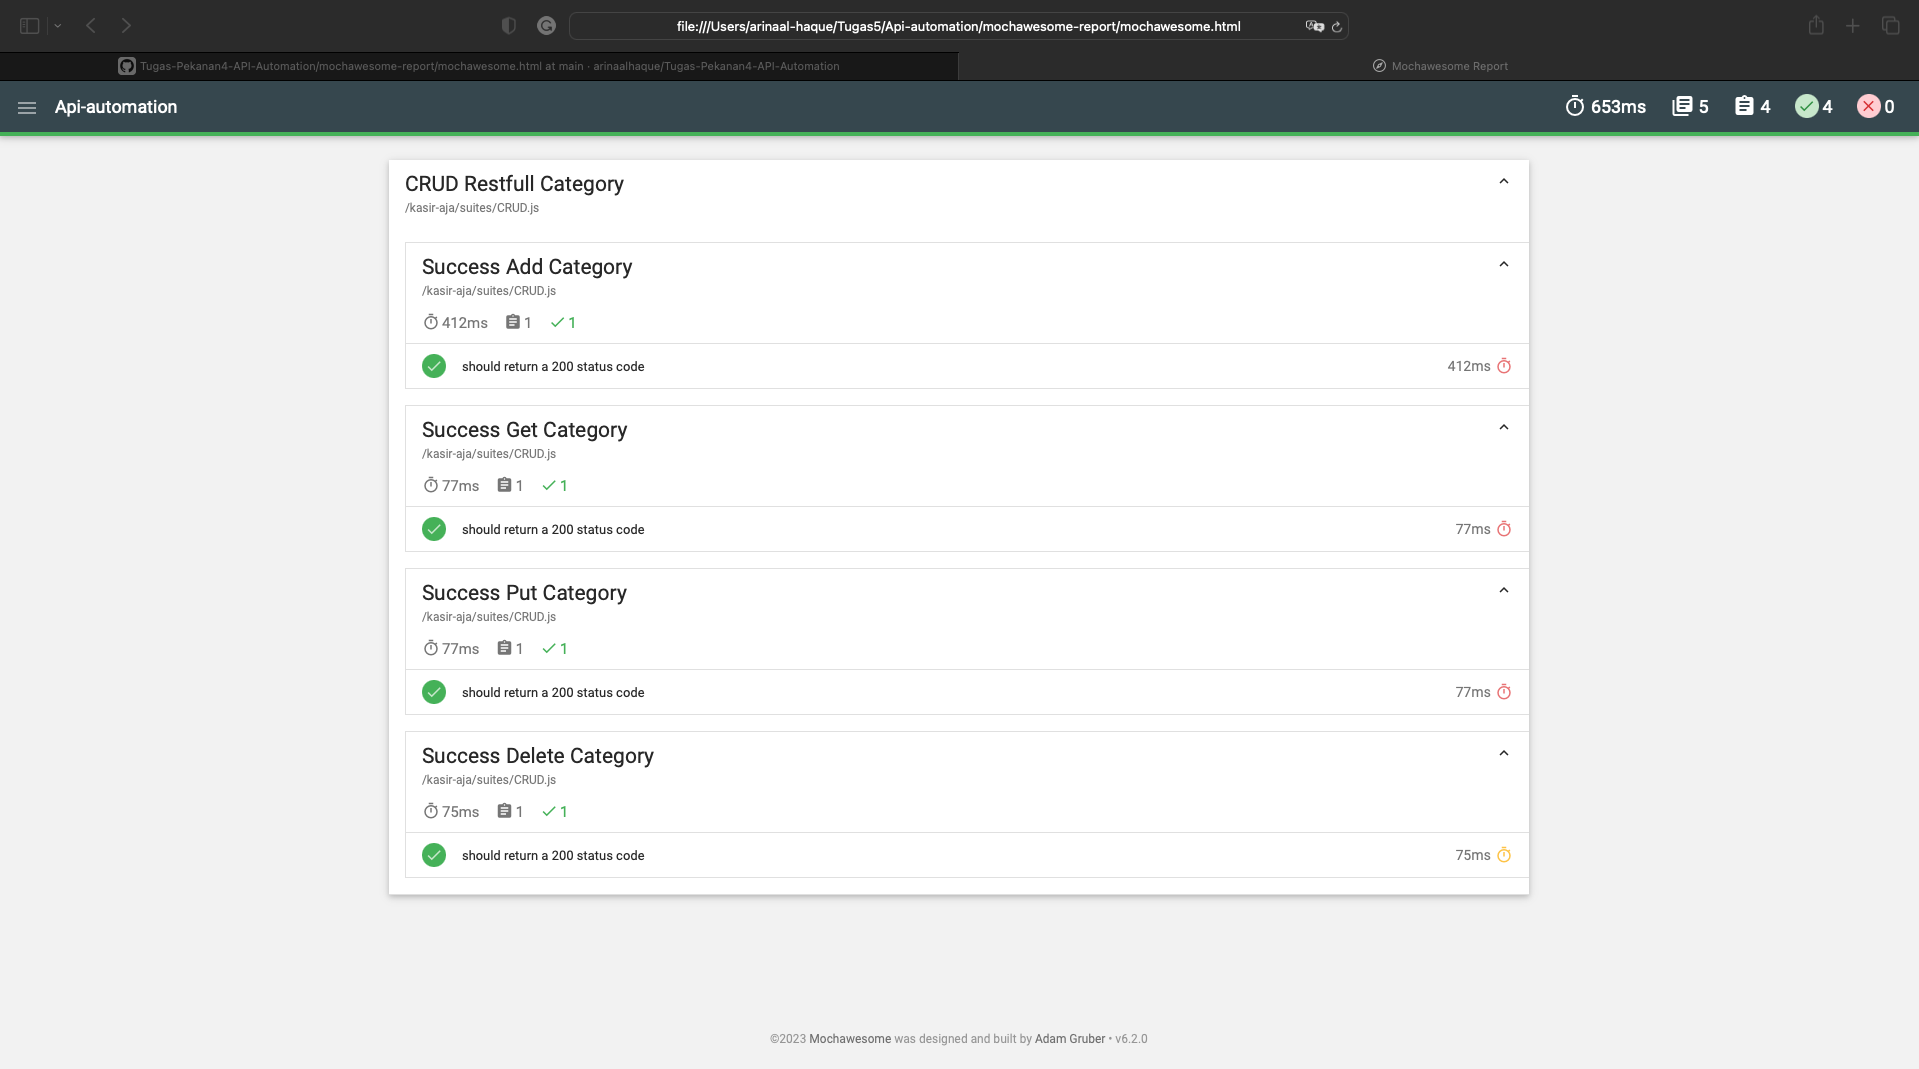 file:///Users/arinaal-haque/Tugas5/Api-automation/mochawesome-report/mochawesome.html
Tugas-Pekanan4-API-Automation/mochawesome-report/mochawesome.html at main · arinaalhaque/Tugas-Pekanan4-API-Automation
Mochawesome Report
Api-automation
653ms 5 4 4 0
CRUD Restfull Category
/kasir-aja/suites/CRUD.js
Success Add Category
/kasir-aja/suites/CRUD.js
412ms 1 1
should return a 200 status code 412ms
Success Get Category
/kasir-aja/suites/CRUD.js
77ms 1 1
should return a 200 status code 77ms
Success Put Category
/kasir-aja/suites/CRUD.js
77ms 1 1
should return a 200 status code 77ms
Success Delete Category
/kasir-aja/suites/CRUD.js
75ms 1 1
should return a 200 status code 75ms
©2023 Mochawesome was designed and built by Adam Gruber • v6.2.0